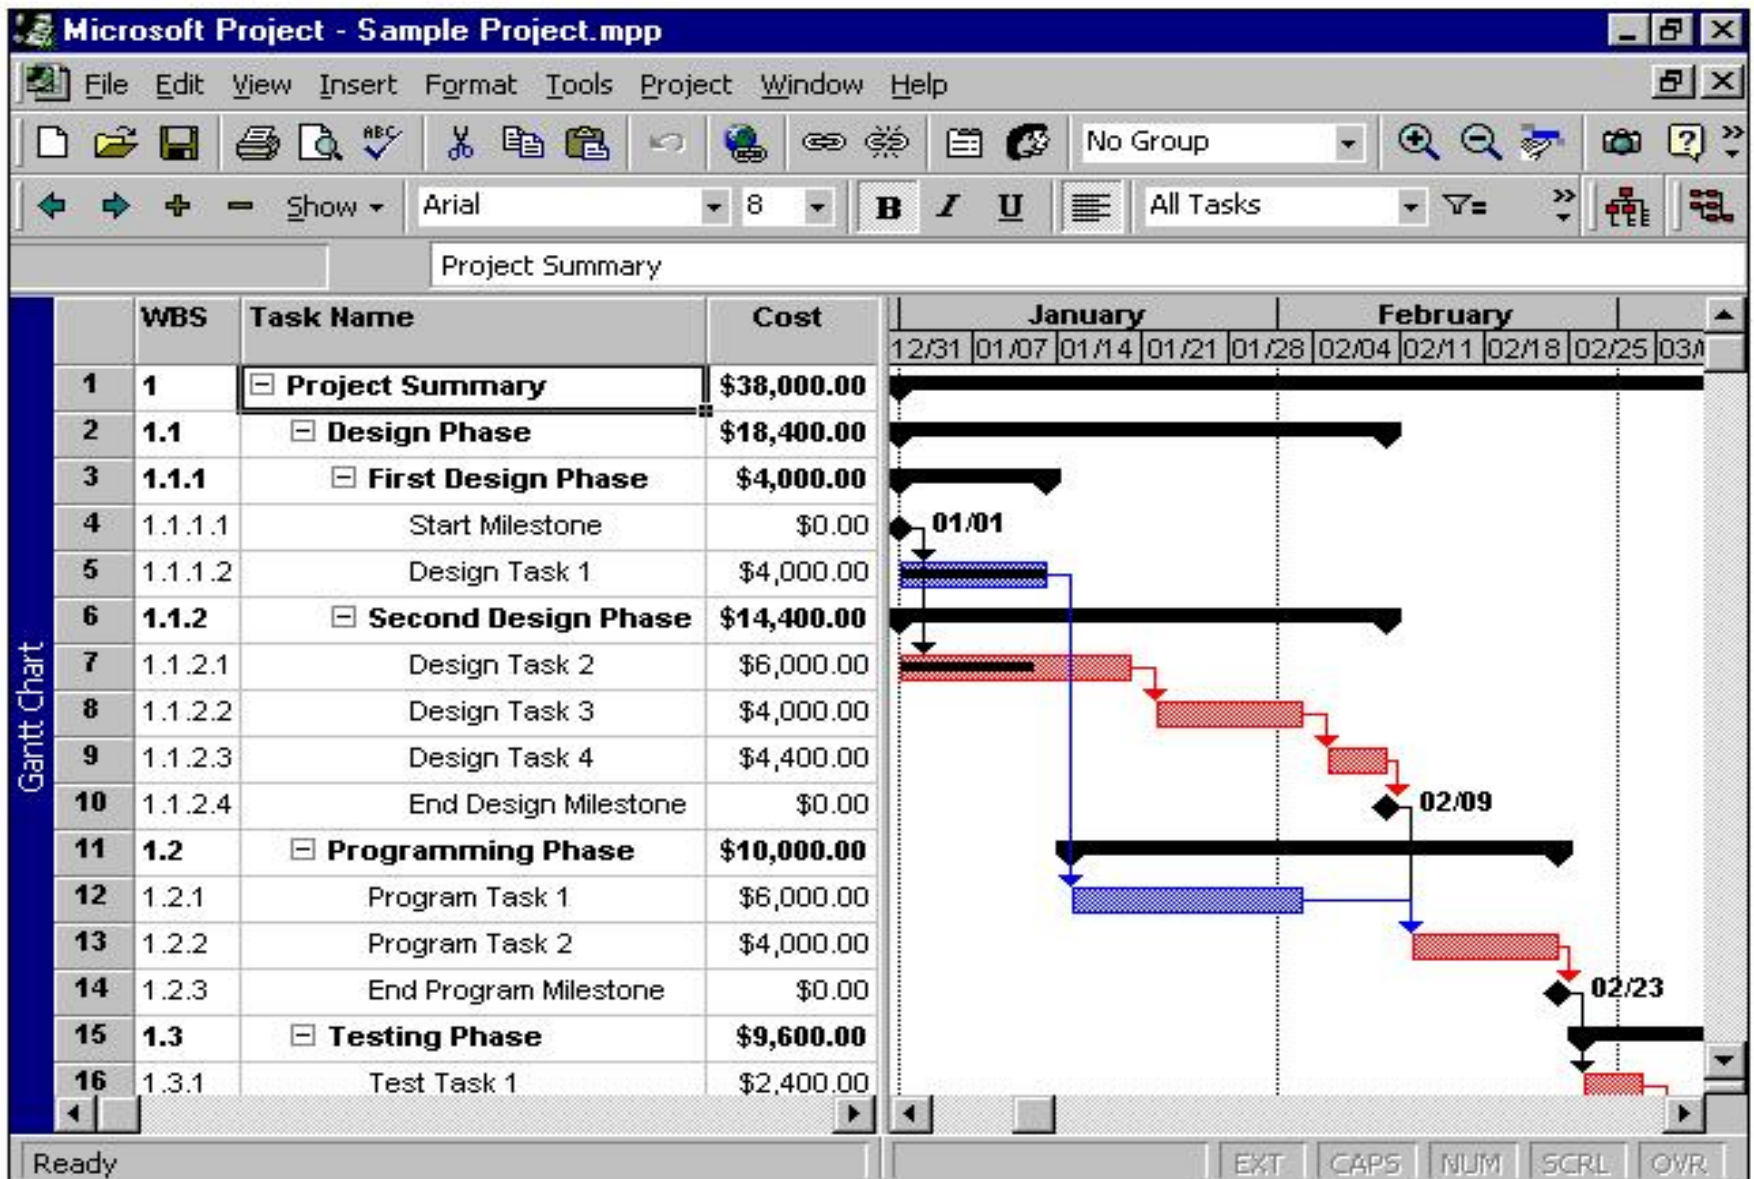 Microsoft Project - Sample Project.mpp
File Edit View Insert Format Tools Project Window Help
ABC No Group
Show Arial 8 B I U All Tasks
Project Summary
WBS Task Name Cost January February
12/31 01/07 01/14 01/21 01/28 02/04 02/11 02/18 02/25
1 1 Project Summary $38,000.00
2 1.1 Design Phase $18,400.00
3 1.1.1 First Design Phase $4,000.00
4 1.1.1.1 Start Milestone $0.00 01/01
5 1.1.1.2 Design Task 1 $4,000.00
6 1.1.2 Second Design Phase $14,400.00
7 1.1.2.1 Design Task 2 $6,000.00
8 1.1.2.2 Design Task 3 $4,000.00
9 1.1.2.3 Design Task 4 $4,400.00
10 1.1.2.4 End Design Milestone $0.00 02/09
11 1.2 Programming Phase $10,000.00
12 1.2.1 Program Task 1 $6,000.00
13 1.2.2 Program Task 2 $4,000.00
14 1.2.3 End Program Milestone $0.00 02/23
15 1.3 Testing Phase $9,600.00
16 1.3.1 Test Task 1 $2,400.00
Gantt Chart
Ready EXT CAPS NUM SCRL OVR